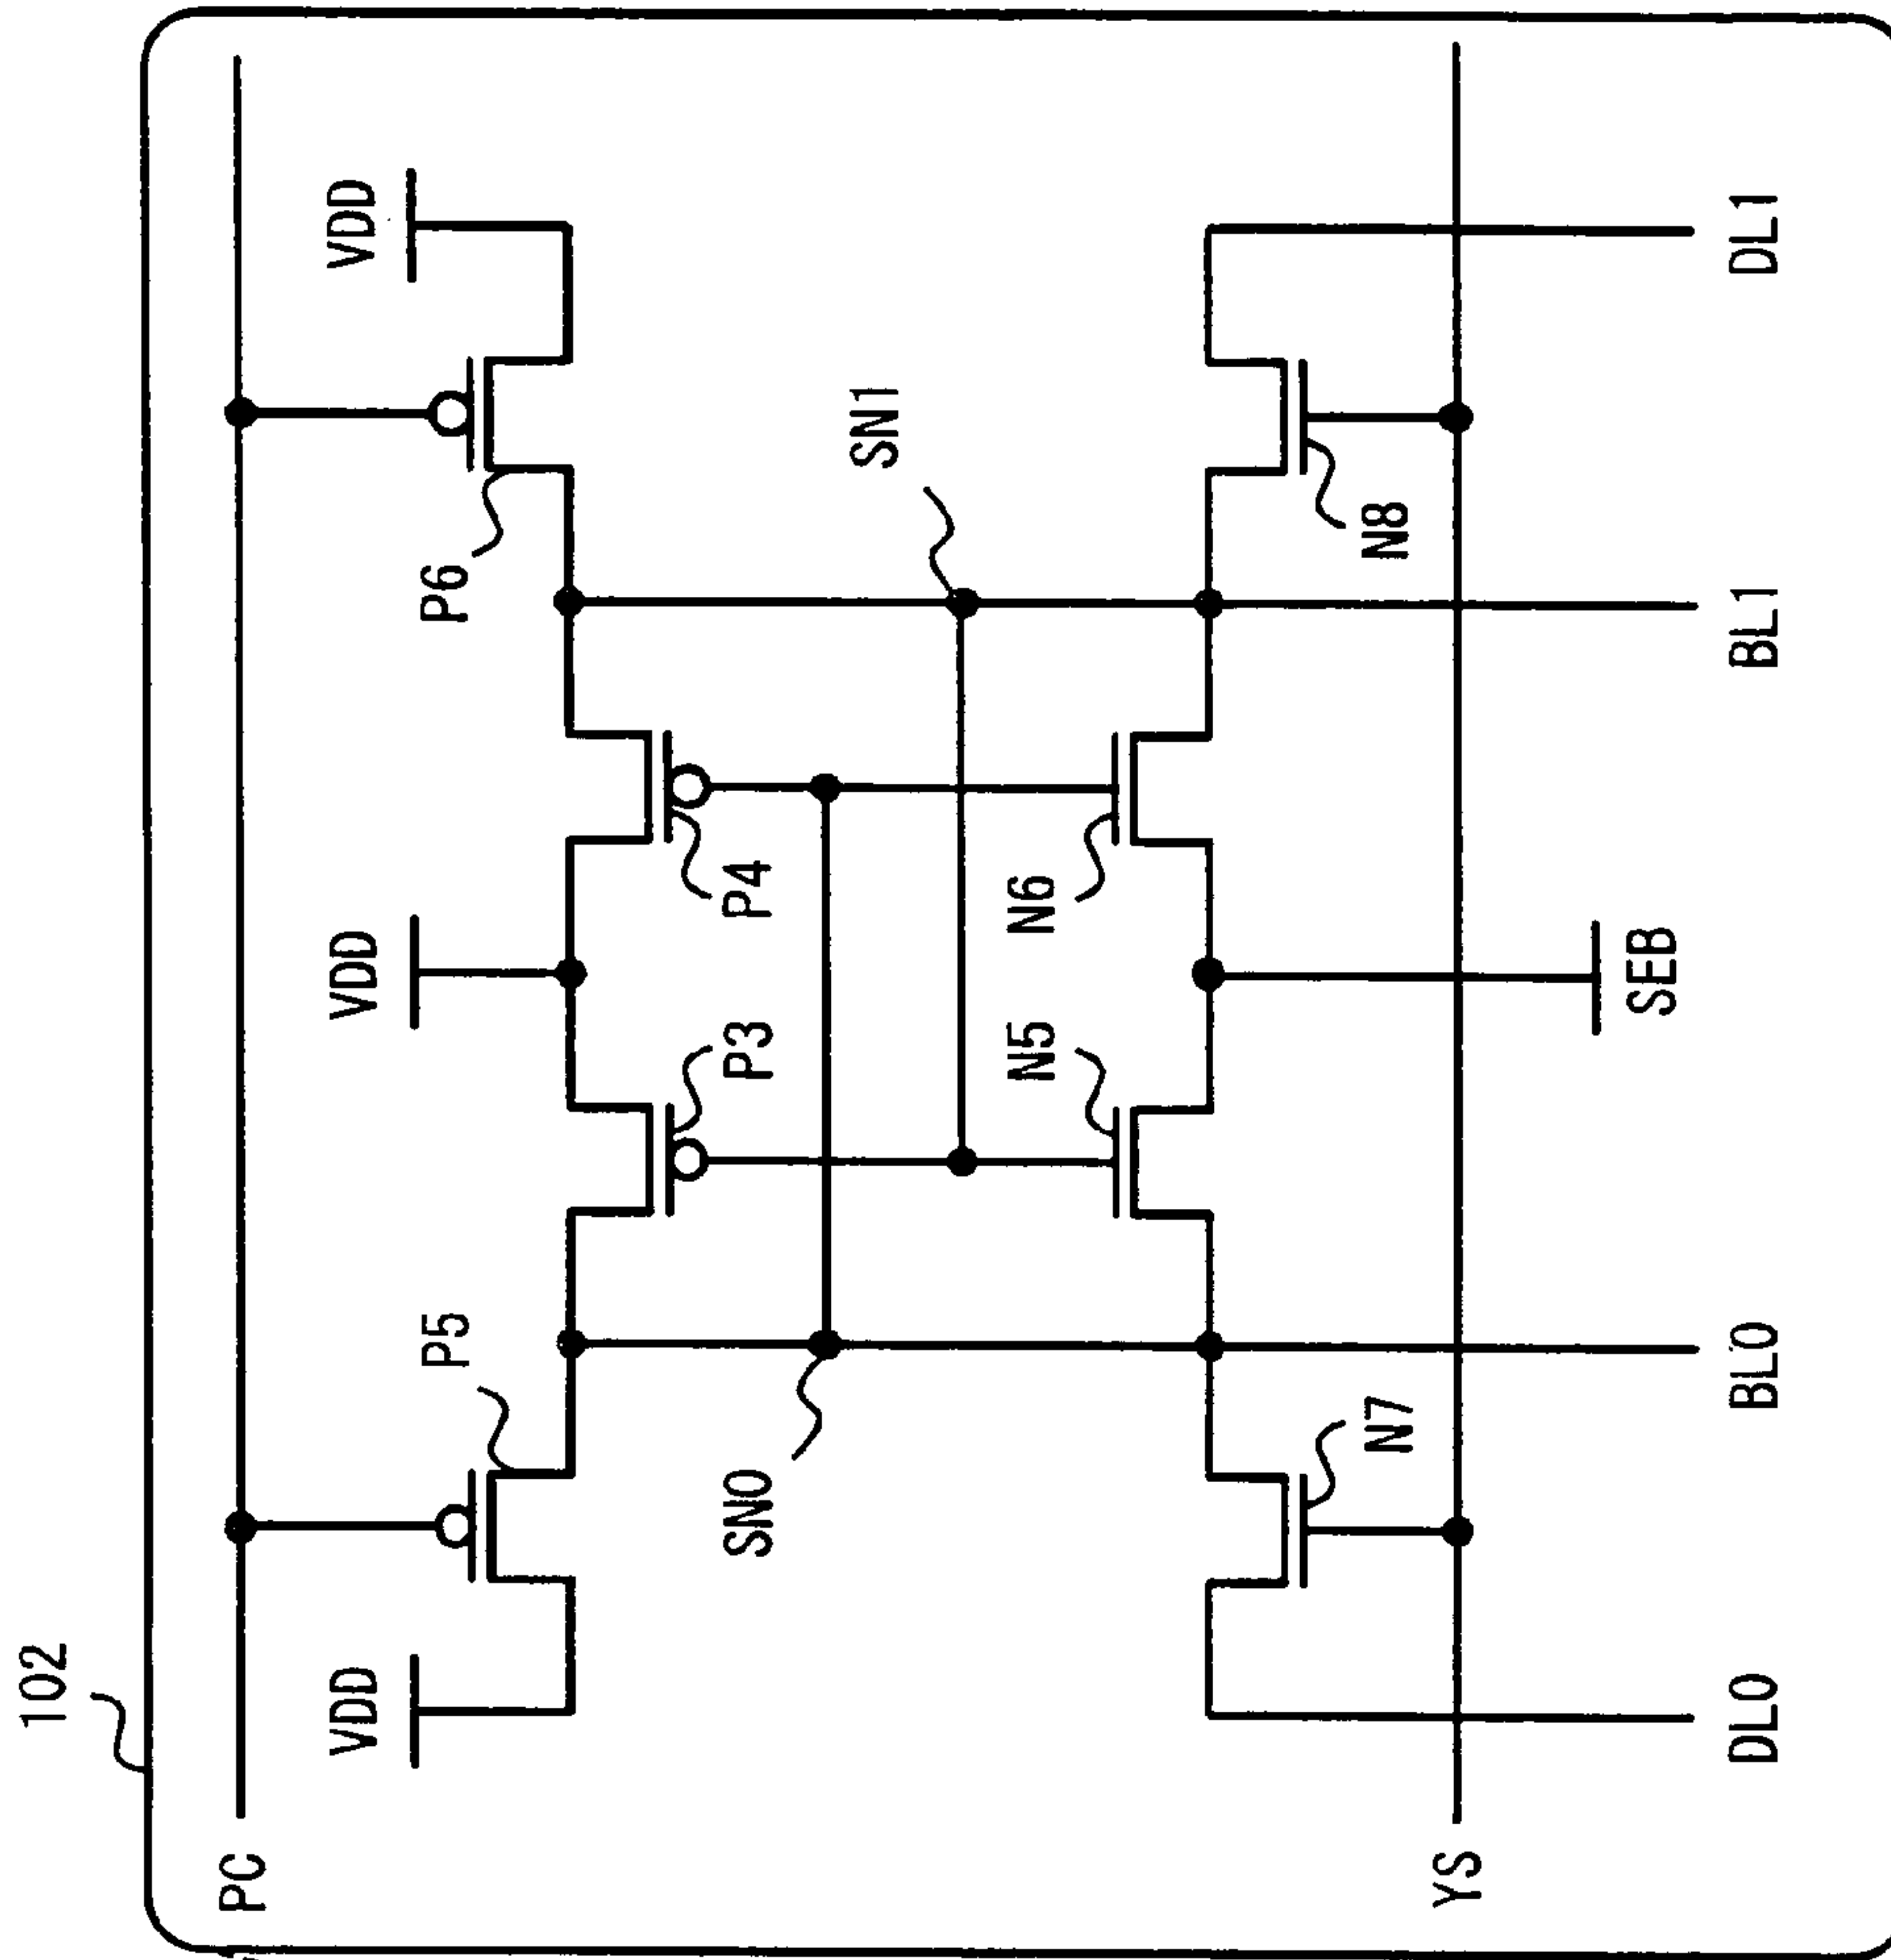 102
PC
VDD
VDD
VDD
P5
P6
SN0
P3
P4
SN1
N5
N6
N7
N8
YS
SEB
DL0
BL0
BL1
DL1